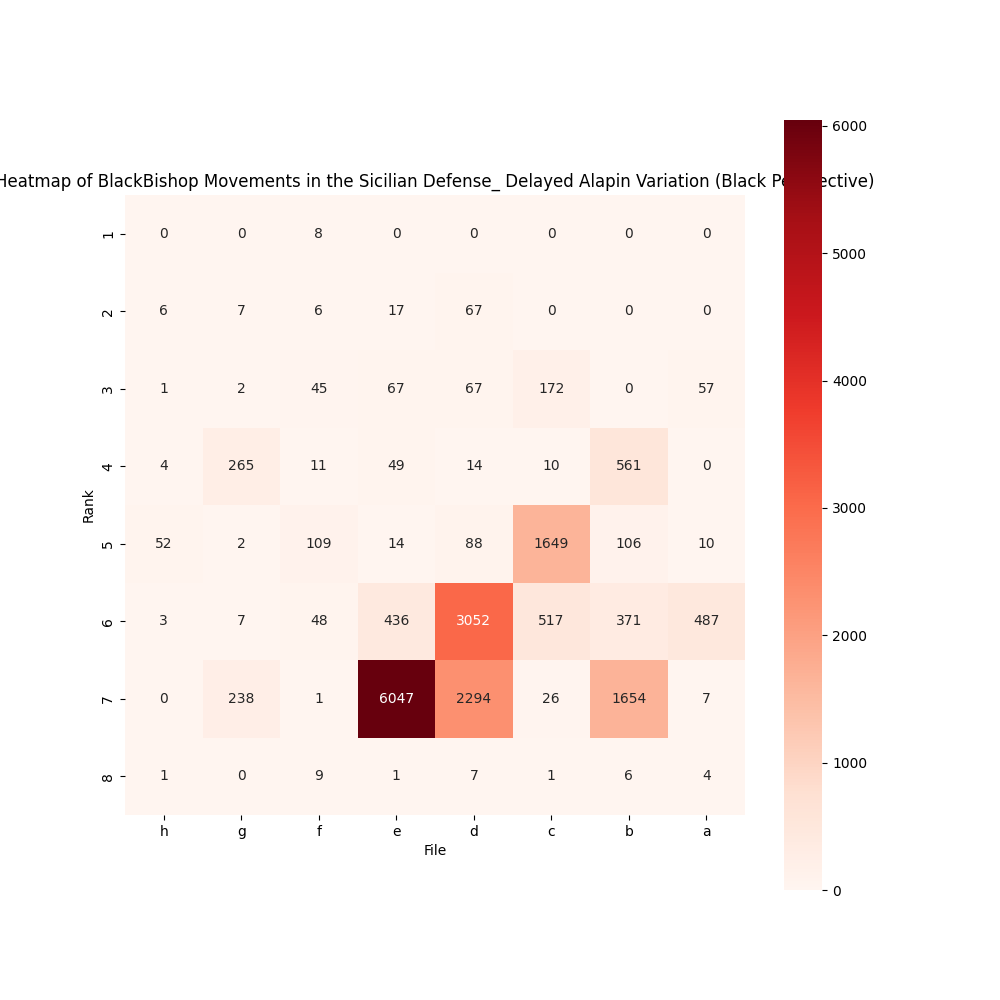 Heatmap of BlackBishop Movements in the Sicilian Defense_ Delayed Alapin Variation (Black P ective)
1 0 0 8 0 0 0 0 0
2 6 7 6 17 67 0 0 0
3 1 2 45 67 67 172 0 57
4 4 265 11 49 14 10 561 0
5 52 2 109 14 88 1649 106 10
6 3 7 48 436 3052 517 371 487
7 0 238 1 6047 2294 26 1654 7
8 1 0 9 1 7 1 6 4
h g f e d c b a
File
Rank
6000
5000
4000
3000
2000
1000
0